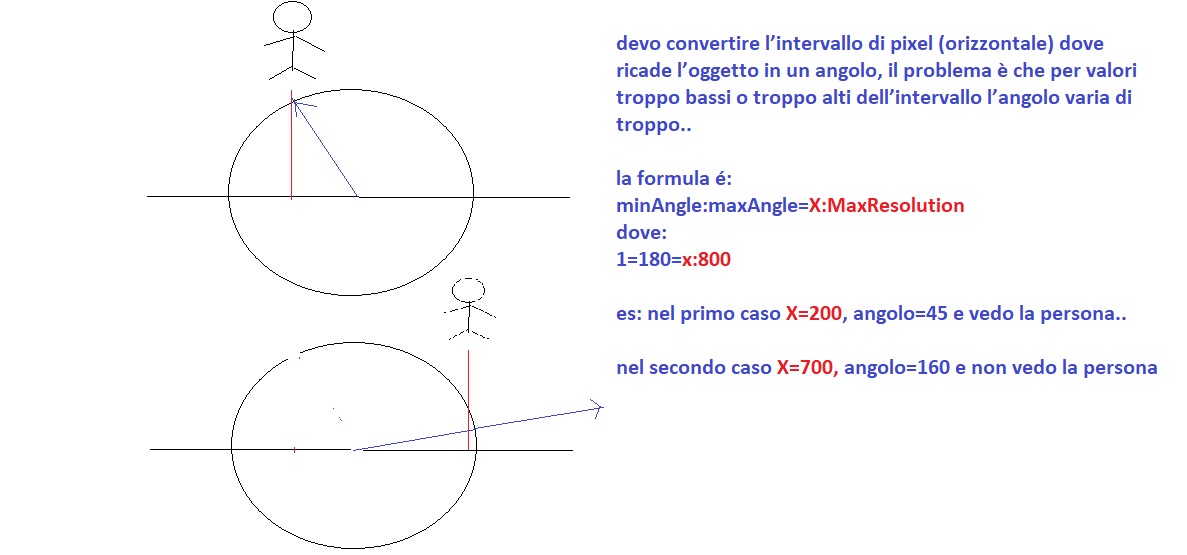 devo convertire l’intervallo di pixel (orizzontale) dove
ricade l’oggetto in un angolo, il problema è che per valori
troppo bassi o troppo alti dell’intervallo l’angolo varia di
troppo..
la formula é:
minAngle:maxAngle=X:MaxResolution
dove:
1=180=x:800
es: nel primo caso X=200, angolo=45 e vedo la persona..
nel secondo caso X=700, angolo=160 e non vedo la persona